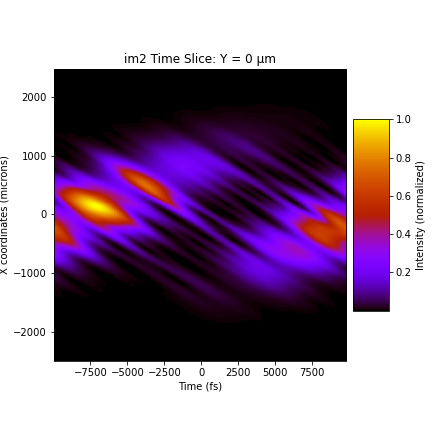 im2 Time Slice: Y = 0 µm
2000
1000
0
−1000
−2000
X coordinates (microns)
−7500 −5000 −2500 0 2500 5000 7500
Time (fs)
1.0
0.8
0.6
0.4
0.2
Intensity (normalized)